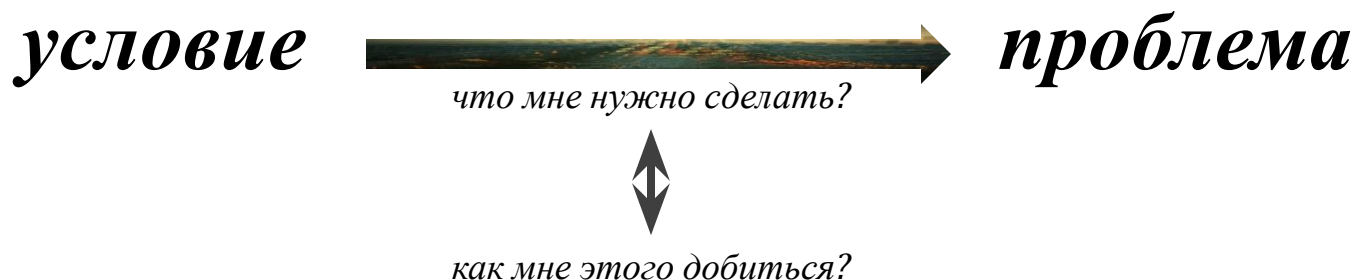 условие проблема
что мне нужно сделать?
как мне этого добиться?